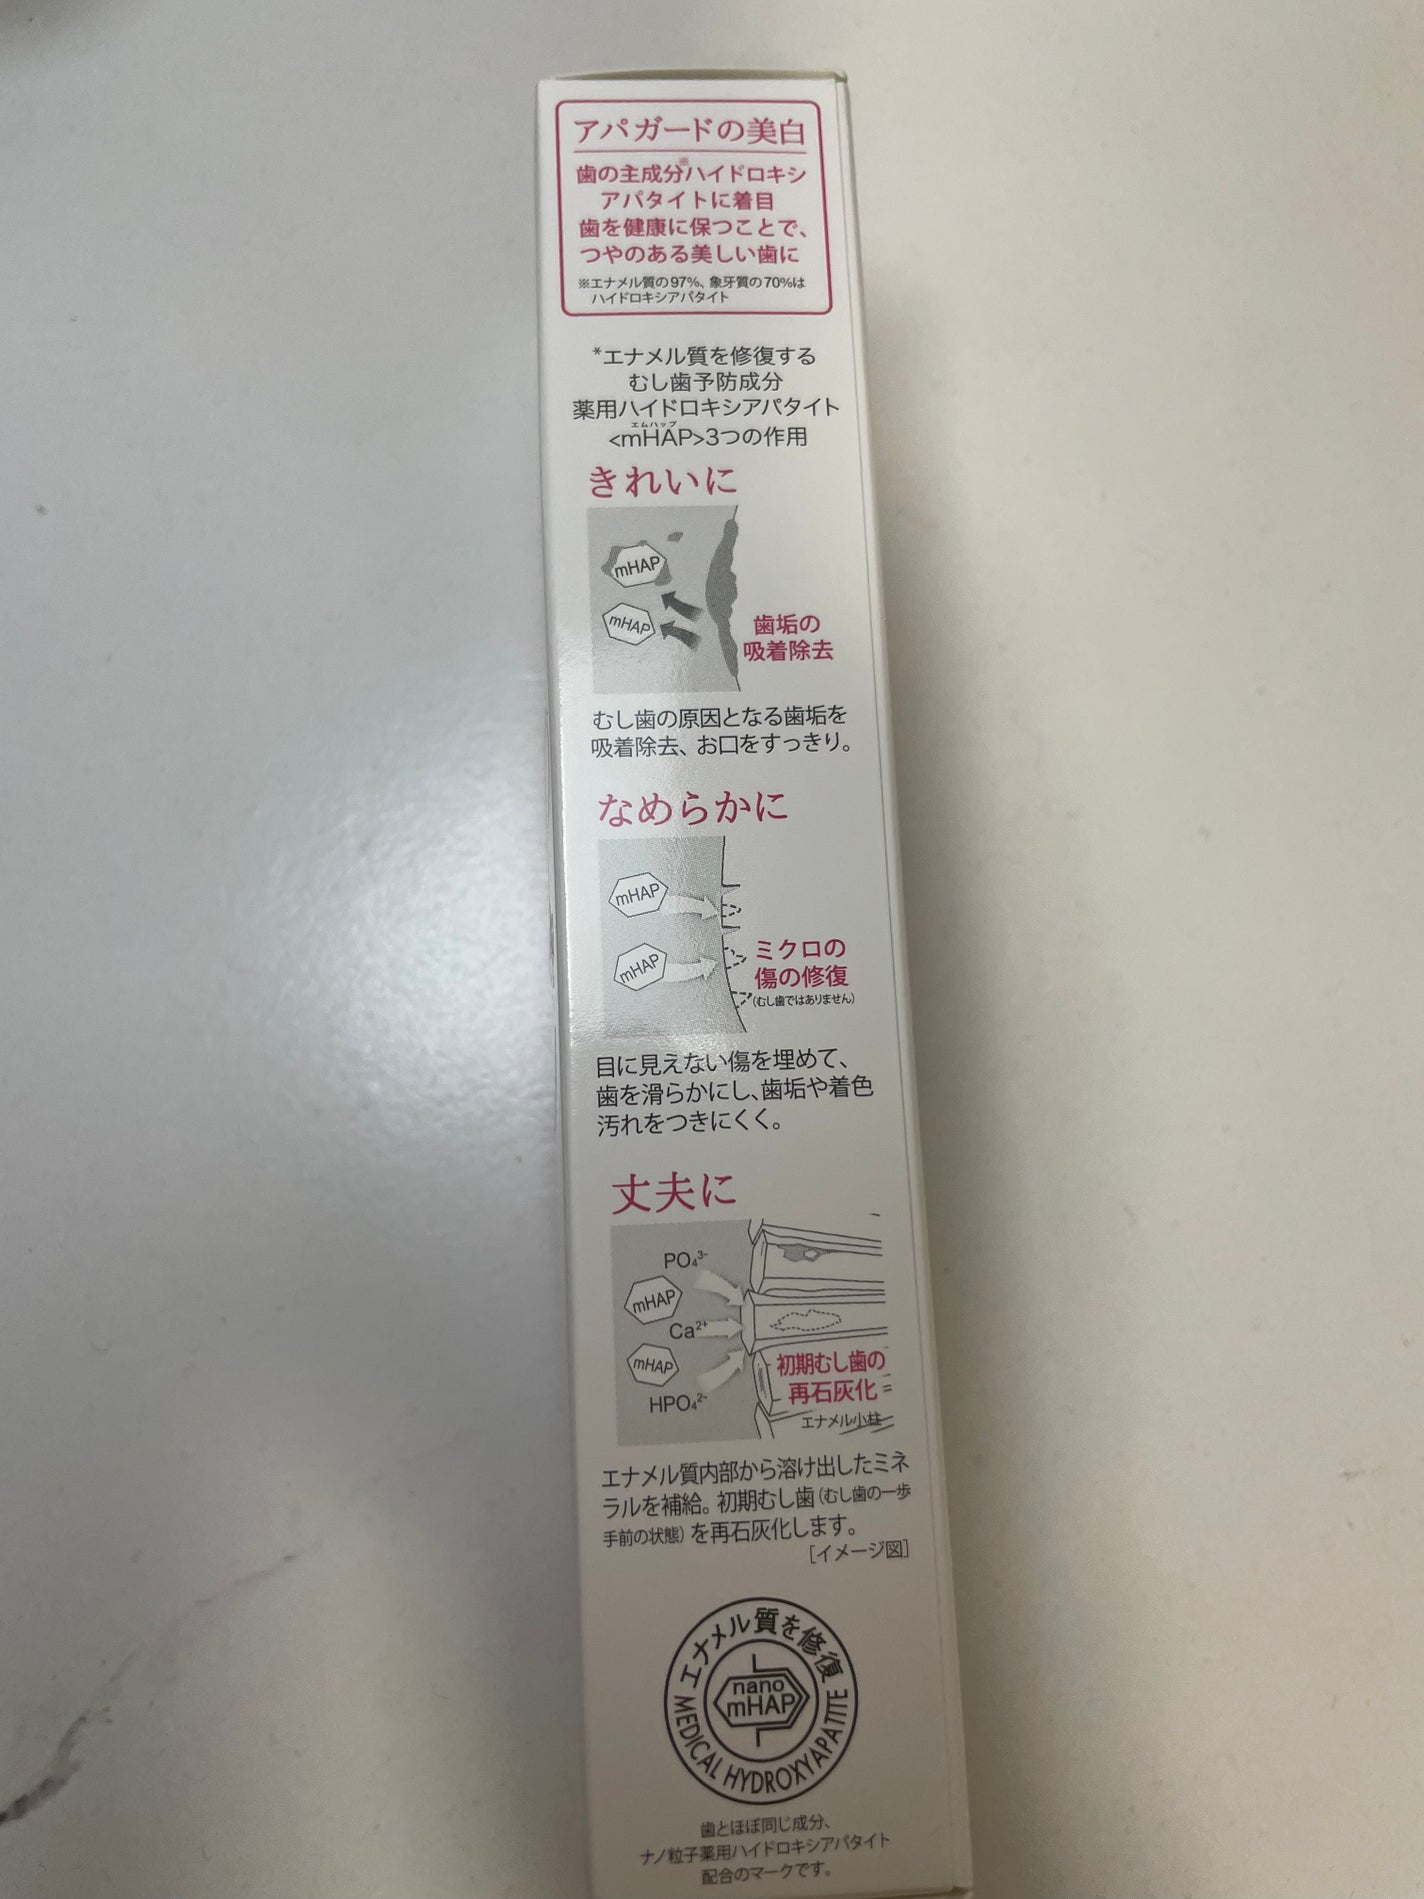 アパガードの美白
歯の主成分※ハイドロキシ
アパタイトに着目
歯を健康に保つことで、
つやのある美しい歯に
※エナメル質の97%、象牙質の70%は
ハイドロキシアパタイト
*エナメル質を修復する
むし歯予防成分
薬用ハイドロキシアパタイト
エムハップ
<mHAP>3つの作用
きれいに
mHAP
mHAP
歯垢の
吸着除去
むし歯の原因となる歯垢を
吸着除去、お口をすっきり。
なめらかに
mHAP
mHAP
ミクロの
傷の修復
(むし歯ではありません)
目に見えない傷を埋めて、
歯を滑らかにし、歯垢や着色
汚れをつきにくく。
丈夫に
PO₄³⁻
mHAP
Ca²⁺
mHAP
HPO₄²⁻
初期むし歯の
再石灰化
エナメル小柱
エナメル質内部から溶け出したミネ
ラルを補給。初期むし歯(むし歯の一歩
手前の状態)を再石灰化します。
[イメージ図]
エナメル質を修復
nano
mHAP
MEDICAL HYDROXYAPATITE
歯とほぼ同じ成分、
ナノ粒子薬用ハイドロキシアパタイト
配合のマークです。